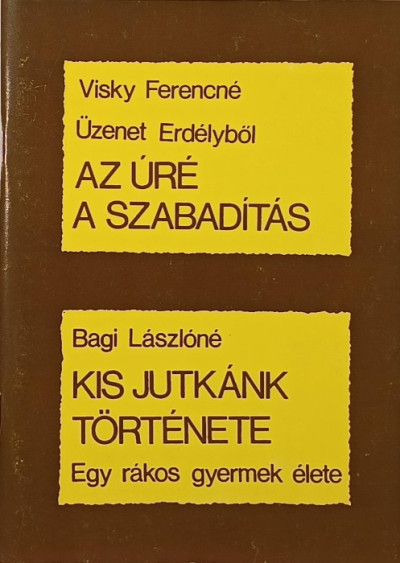 Visky Ferencné
Üzenet Erdélyből
AZ ÚRÉ
A SZABADÍTÁS
Bagi Lászlóné
KIS JUTKÁNK
TÖRTÉNETE
Egy rákos gyermek élete